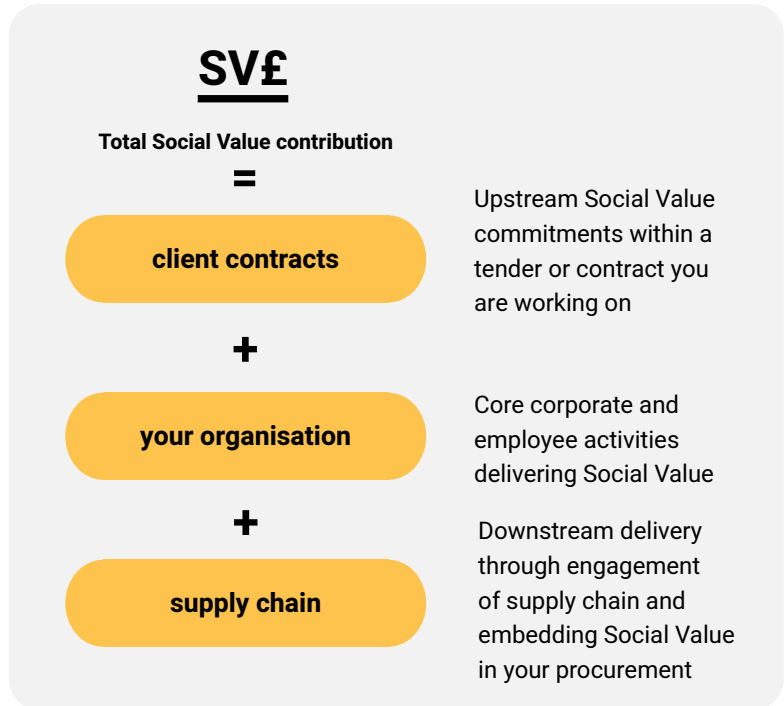 SV£
Total Social Value contribution
=
client contracts
Upstream Social Value
commitments within a
tender or contract you
are working on
+
your organisation
Core corporate and
employee activities
delivering Social Value
+
supply chain
Downstream delivery
through engagement
of supply chain and
embedding Social Value
in your procurement